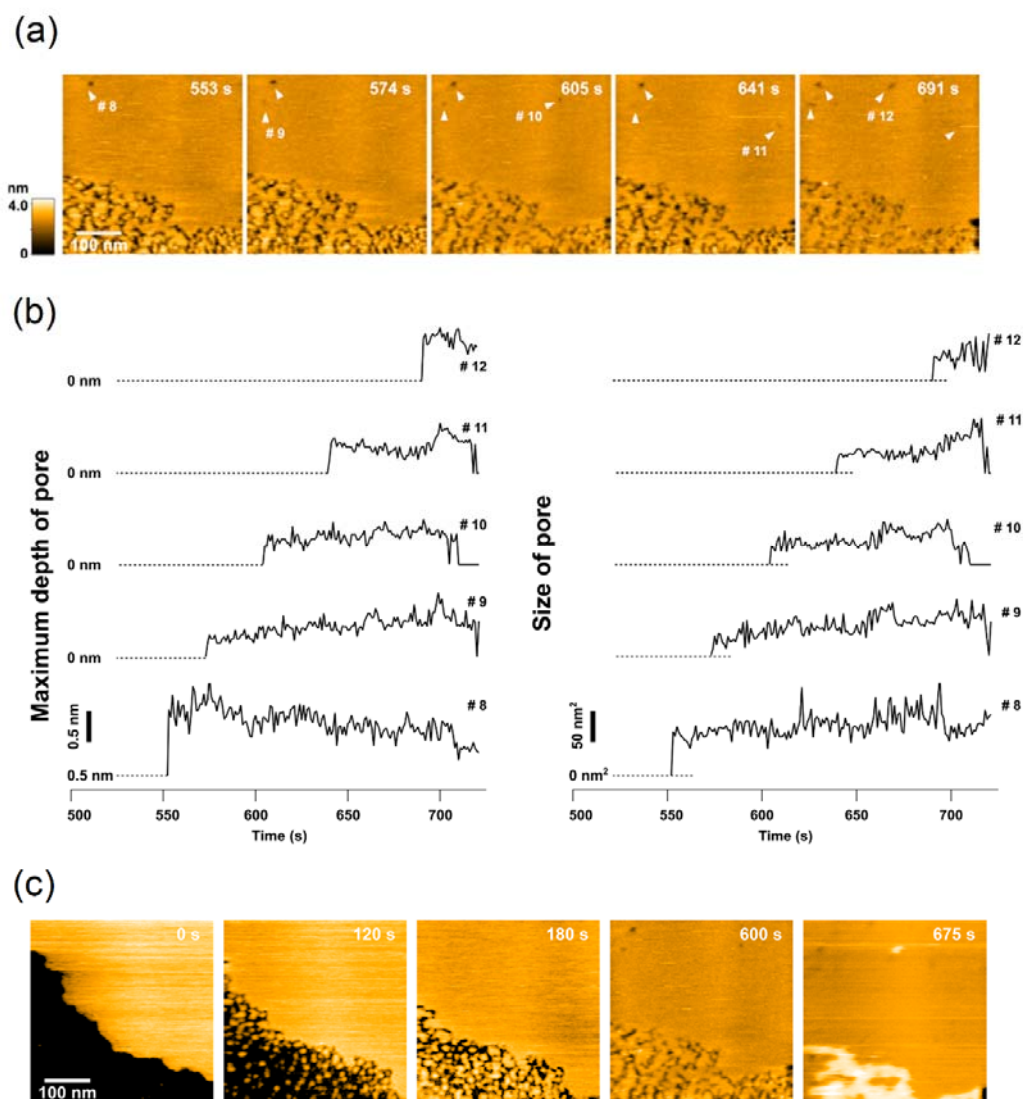 (a)
553 s
574 s
605 s
641 s
691 s
# 8
# 9
# 10
# 11
# 12
nm
4.0
0
100 nm
(b)
Maximum depth of pore
0 nm
# 12
0 nm
# 11
0 nm
# 10
0 nm
# 9
0.5 nm
# 8
0.5 nm
500 550 600 650 700
Time (s)
Size of pore
# 12
# 11
# 10
# 9
50 nm²
# 8
0 nm²
500 550 600 650 700
Time (s)
(c)
0 s
120 s
180 s
600 s
675 s
100 nm